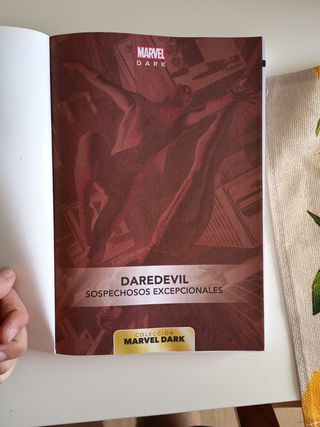 MARVEL
DARK
DAREDEVIL
SOSPECHOSOS EXCEPCIONALES
COLECCIÓN
MARVEL DARK